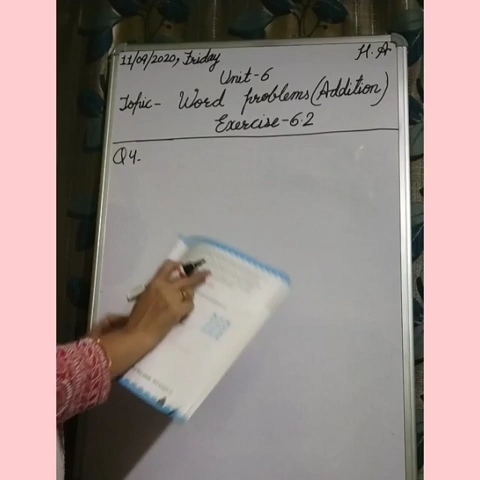 11/09/2020, Friday H.A
Unit-6
Topic- Word problems (Addition)
Exercise-6.2
Q4.